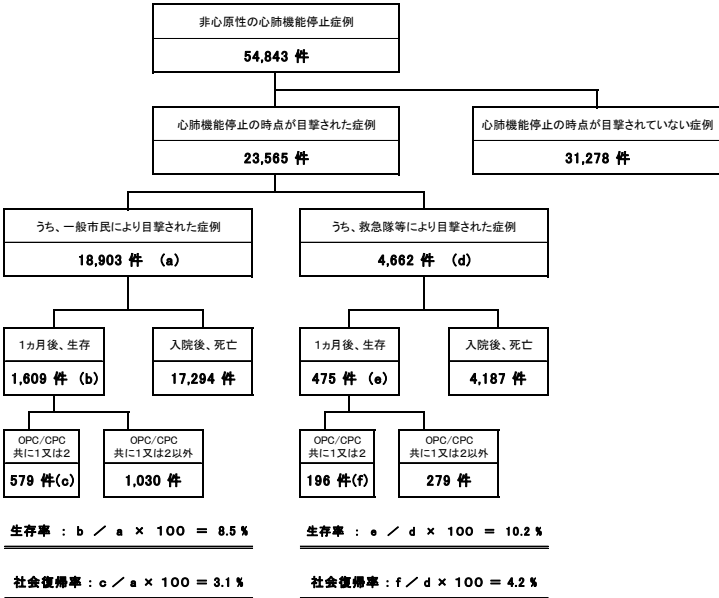 非心原性の心肺機能停止症例
54,843 件
心肺機能停止の時点が目撃された症例
23,565 件
心肺機能停止の時点が目撃されていない症例
31,278 件
うち、一般市民により目撃された症例
18,903 件 (a)
うち、救急隊等により目撃された症例
4,662 件 (d)
1ヵ月後、生存
1,609 件 (b)
入院後、死亡
17,294 件
1ヵ月後、生存
475 件 (e)
入院後、死亡
4,187 件
OPC/CPC
共に1又は2
579 件(c)
OPC/CPC
共に1又は2以外
1,030 件
OPC/CPC
共に1又は2
196 件(f)
OPC/CPC
共に1又は2以外
279 件
生存率 : b / a × 100 = 8.5 %
生存率 : e / d × 100 = 10.2 %
社会復帰率 : c / a × 100 = 3.1 %
社会復帰率 : f / d × 100 = 4.2 %